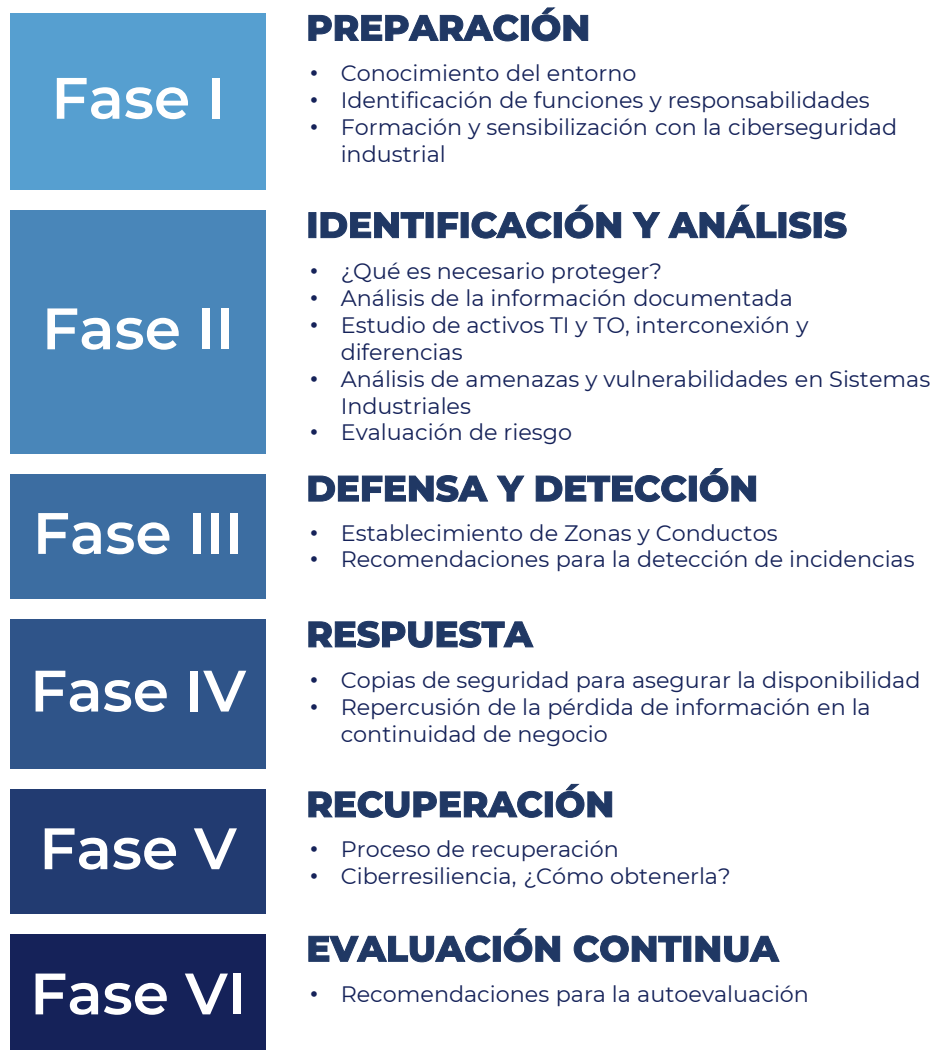 Fase I
PREPARACIÓN
• Conocimiento del entorno
• Identificación de funciones y responsabilidades
• Formación y sensibilización con la ciberseguridad
industrial
Fase II
IDENTIFICACIÓN Y ANÁLISIS
• ¿Qué es necesario proteger?
• Análisis de la información documentada
• Estudio de activos TI y TO, interconexión y
diferencias
• Análisis de amenazas y vulnerabilidades en Sistemas
Industriales
• Evaluación de riesgo
Fase III
DEFENSA Y DETECCIÓN
• Establecimiento de Zonas y Conductos
• Recomendaciones para la detección de incidencias
Fase IV
RESPUESTA
• Copias de seguridad para asegurar la disponibilidad
• Repercusión de la pérdida de información en la
continuidad de negocio
Fase V
RECUPERACIÓN
• Proceso de recuperación
• Ciberresiliencia, ¿Cómo obtenerla?
Fase VI
EVALUACIÓN CONTINUA
• Recomendaciones para la autoevaluación